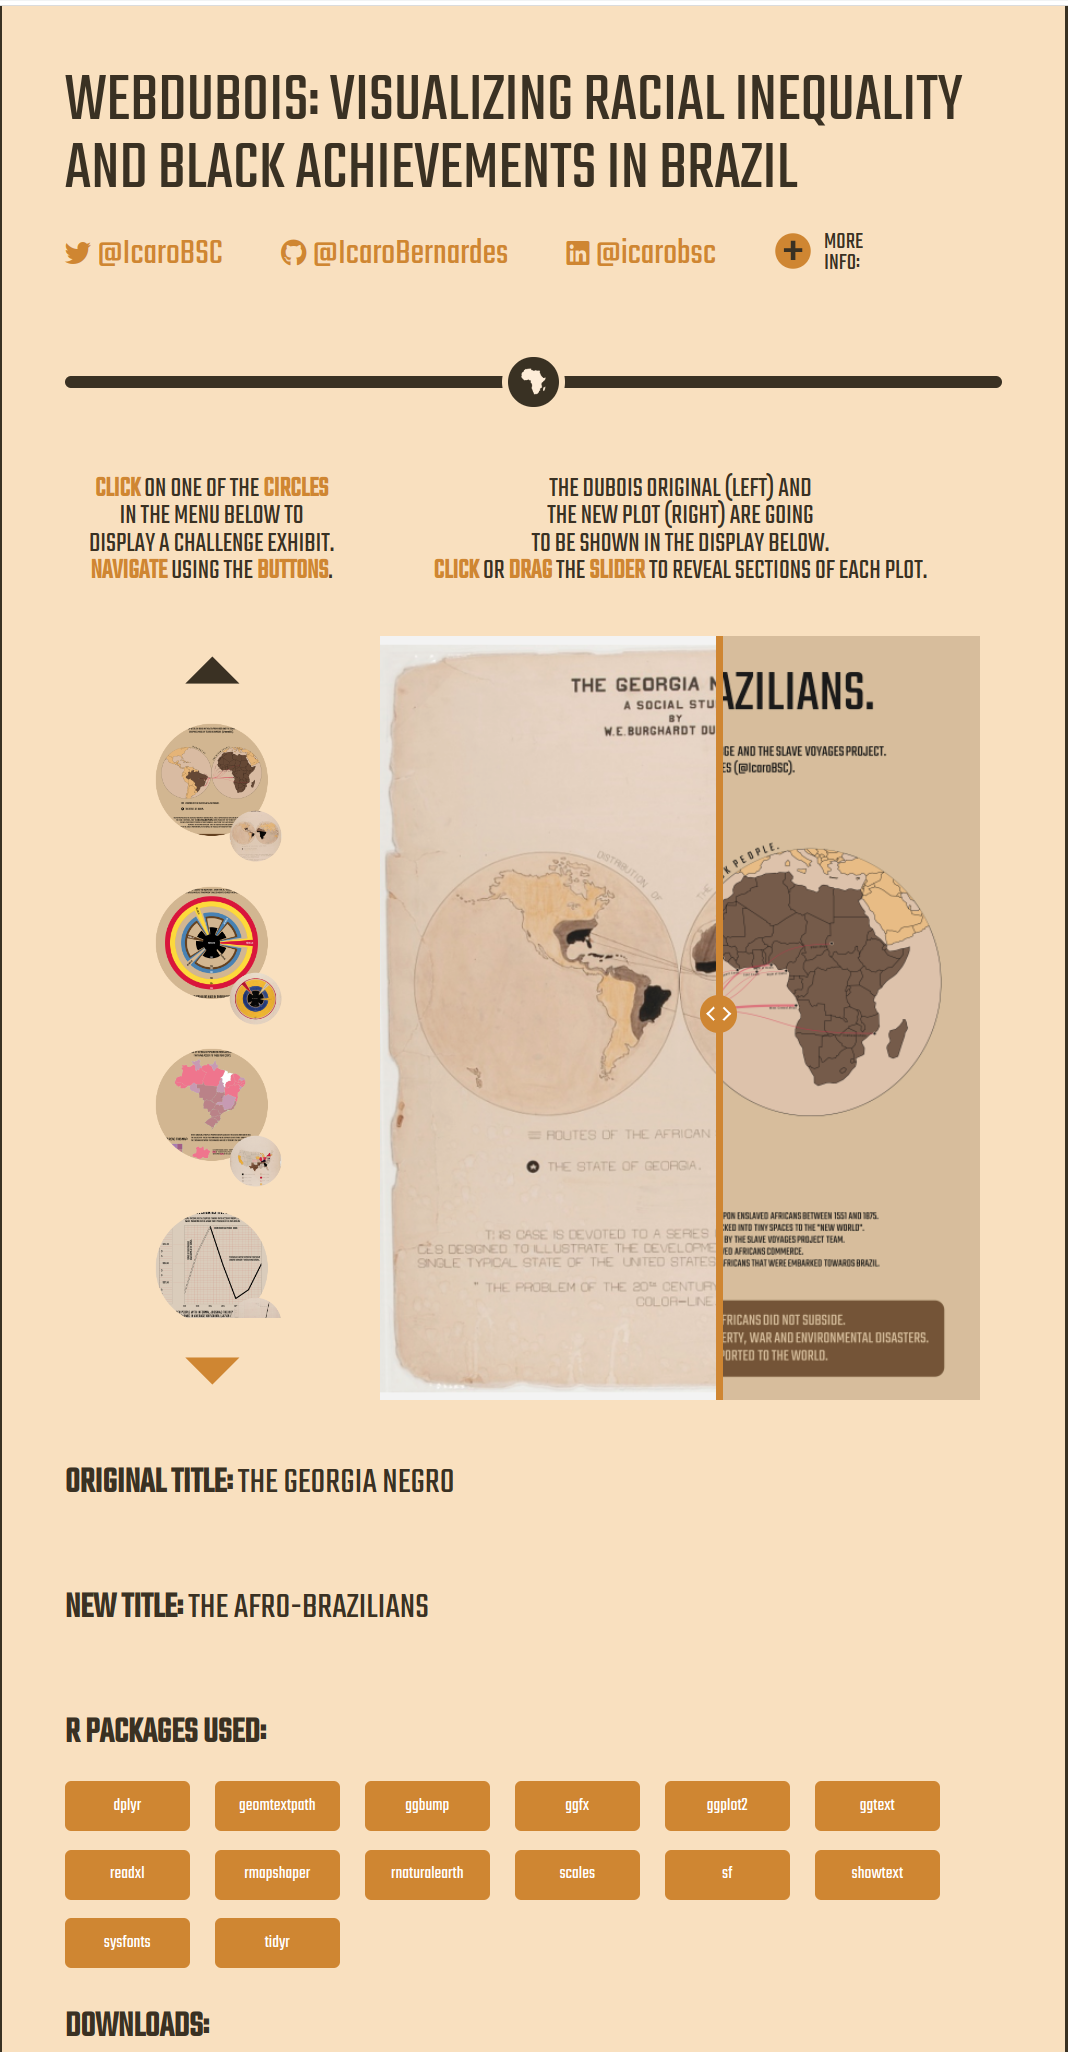 WEBDUBOIS: VISUALIZING RACIAL INEQUALITY
AND BLACK ACHIEVEMENTS IN BRAZIL
@IcaroBSC
@IcaroBernardes
@icarobsc
MORE
INFO:
CLICK ON ONE OF THE CIRCLES
IN THE MENU BELOW TO
DISPLAY A CHALLENGE EXHIBIT.
NAVIGATE USING THE BUTTONS.
THE DUBOIS ORIGINAL (LEFT) AND
THE NEW PLOT (RIGHT) ARE GOING
TO BE SHOWN IN THE DISPLAY BELOW.
CLICK OR DRAG THE SLIDER TO REVEAL SECTIONS OF EACH PLOT.
THE GEORGIA N
A SOCIAL STU
BY
W.E.BURGHARDT DU
DISTRIBUTION OF
THE
ROUTES OF THE AFRICAN
THE STATE OF GEORGIA.
THIS CASE IS DEVOTED TO A SERIES
CLES DESIGNED TO ILLUSTRATE THE DEVELOPME
SINGLE TYPICAL STATE OF THE UNITED STATES
" THE PROBLEM OF THE 20TH CENTURY
COLOR-LINE
AZILIANS.
GE AND THE SLAVE VOYAGES PROJECT.
ES (@IcaroBSC).
K PEOPLE.
PON ENSLAVED AFRICANS BETWEEN 1551 AND 1875.
CKED INTO TINY SPACES TO THE "NEW WORLD".
BY THE SLAVE VOYAGES PROJECT TEAM.
ED AFRICANS COMMERCE.
FRICANS THAT WERE EMBARKED TOWARDS BRAZIL.
FRICANS DID NOT SUBSIDE.
ERTY, WAR AND ENVIRONMENTAL DISASTERS.
PORTED TO THE WORLD.
ORIGINAL TITLE: THE GEORGIA NEGRO
NEW TITLE: THE AFRO-BRAZILIANS
R PACKAGES USED:
dplyr
geomtextpath
ggbump
ggfx
ggplot2
ggtext
readxl
rmapshaper
rnaturalearth
scales
sf
showtext
sysfonts
tidyr
DOWNLOADS: